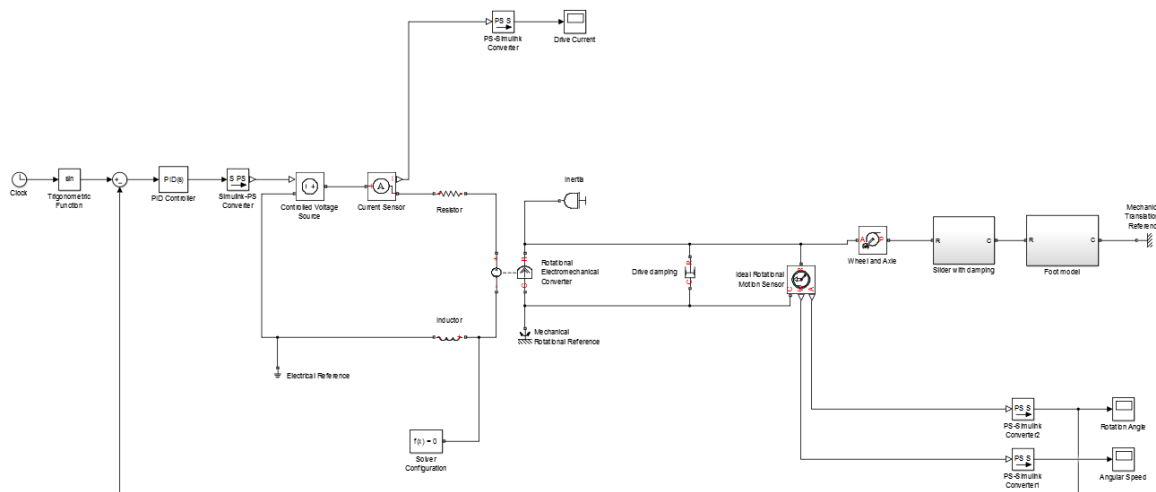 PS S
PS-Simulink
Converter
Drive Current
Clock
sin
Trigonometric
Function
PID(s)
PID Controller
S PS
Simulink-PS
Converter
Controlled Voltage
Source
A
Current Sensor
Resistor
Inertia
Rotational
Electromechanical
Converter
R
C
Drive damping
R
C
Ideal Rotational
Motion Sensor
C
R
W
A
A
P
Wheel and Axle
R
C
Slider with damping
R
C
Foot model
Mechanic
Translation
Reference
Inductor
Mechanical
Rotational Reference
Electrical Reference
f(x) = 0
Solver
Configuration
PS S
PS-Simulink
Converter2
Rotation Angle
PS S
PS-Simulink
Converter1
Angular Speed